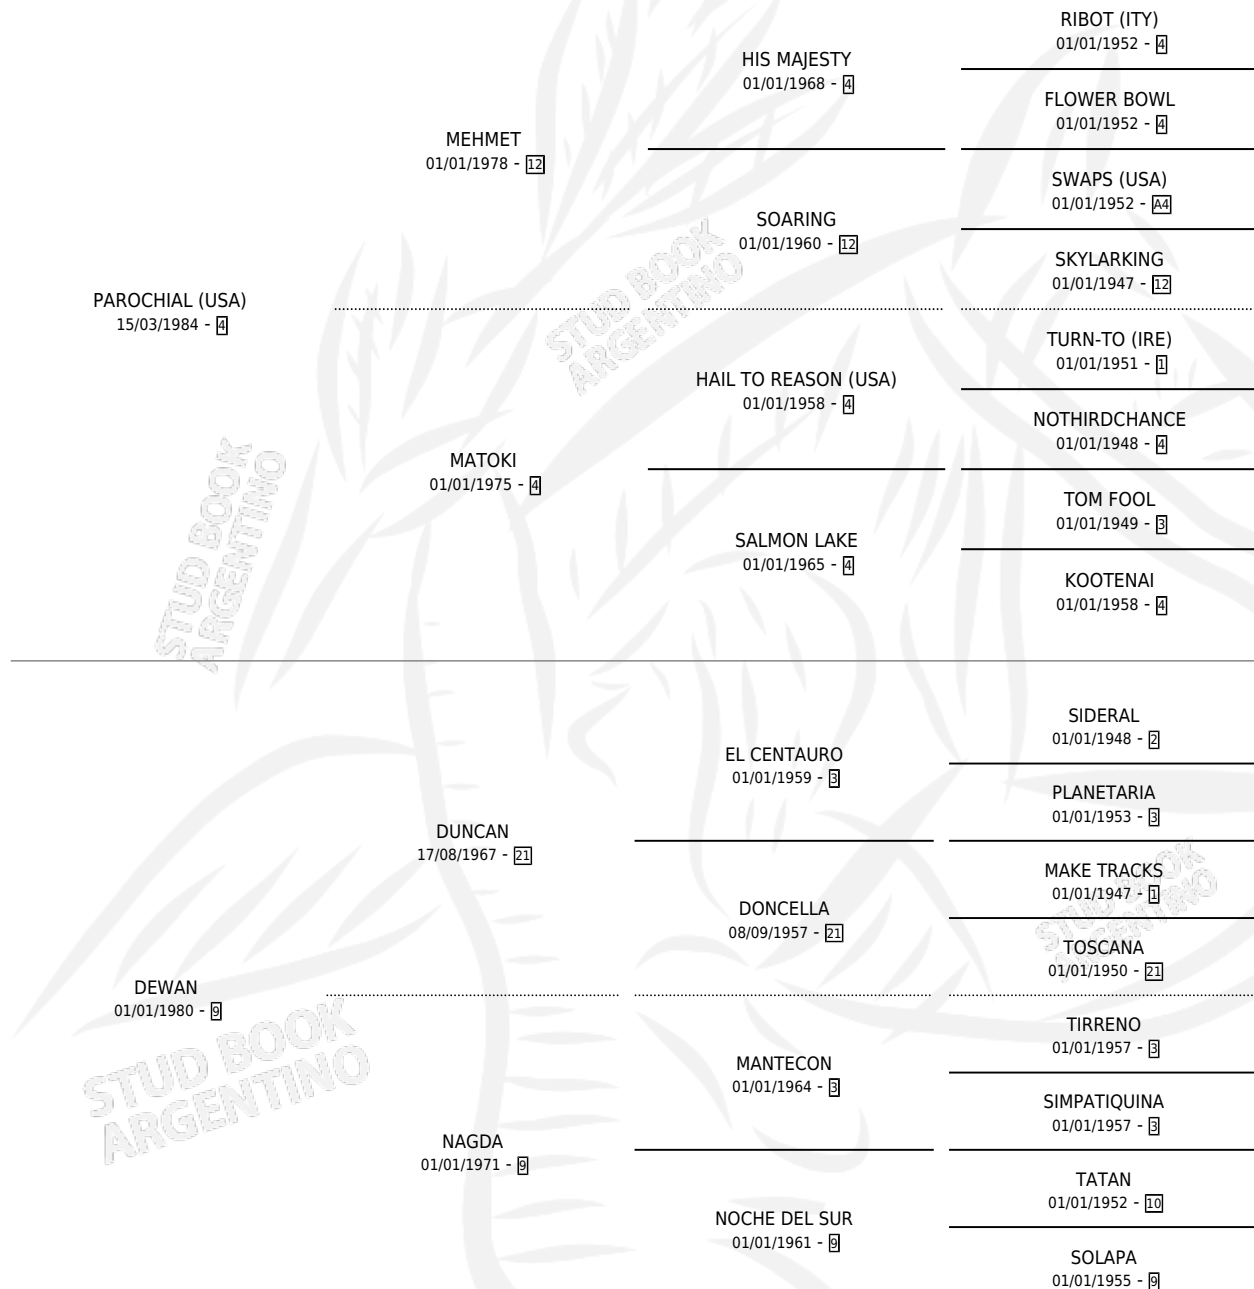 RIBOT (ITY)
01/01/1952 - 4
HIS MAJESTY
01/01/1968 - 4
FLOWER BOWL
01/01/1952 - 4
MEHMET
01/01/1978 - 12
SWAPS (USA)
01/01/1952 - A4
SOARING
01/01/1960 - 12
SKYLARKING
01/01/1947 - 12
PAROCHIAL (USA)
15/03/1984 - 4
TURN-TO (IRE)
01/01/1951 - 1
HAIL TO REASON (USA)
01/01/1958 - 4
NOTHIRDCHANCE
01/01/1948 - 4
MATOKI
01/01/1975 - 4
TOM FOOL
01/01/1949 - 3
SALMON LAKE
01/01/1965 - 4
KOOTENAI
01/01/1958 - 4
SIDERAL
01/01/1948 - 2
EL CENTAURO
01/01/1959 - 3
PLANETARIA
01/01/1953 - 3
DUNCAN
17/08/1967 - 21
MAKE TRACKS
01/01/1947 - 1
DONCELLA
08/09/1957 - 21
TOSCANA
01/01/1950 - 21
DEWAN
01/01/1980 - 9
TIRRENO
01/01/1957 - 3
MANTECON
01/01/1964 - 3
SIMPATIQUINA
01/01/1957 - 3
NAGDA
01/01/1971 - 9
TATAN
01/01/1952 - 10
NOCHE DEL SUR
01/01/1961 - 9
SOLAPA
01/01/1955 - 9
STUD BOOK
ARGENTINO
STUD BOOK
ARGENTINO
STUD BOOK
ARGENTINO
STUD BOOK
ARGENTINO